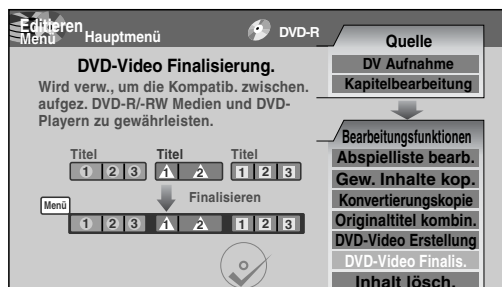 Editieren
Menü
Hauptmenü
DVD-R
DVD-Video Finalisierung.
Wird verw., um die Kompatib. zwischen.
aufgez. DVD-R/-RW Medien und DVD-
Playern zu gewährleisten.
Titel Titel Titel
1 2 3 1 2 1 2 3
Finalisieren
Menü
1 2 3 1 2 1 2 3
Quelle
DV Aufnahme
Kapitelbearbeitung
Bearbeitungsfunktionen
Abspielliste bearb.
Gew. Inhalte kop.
Konvertierungskopie
Originaltitel kombin.
DVD-Video Erstellung
DVD-Video Finalis.
Inhalt lösch.